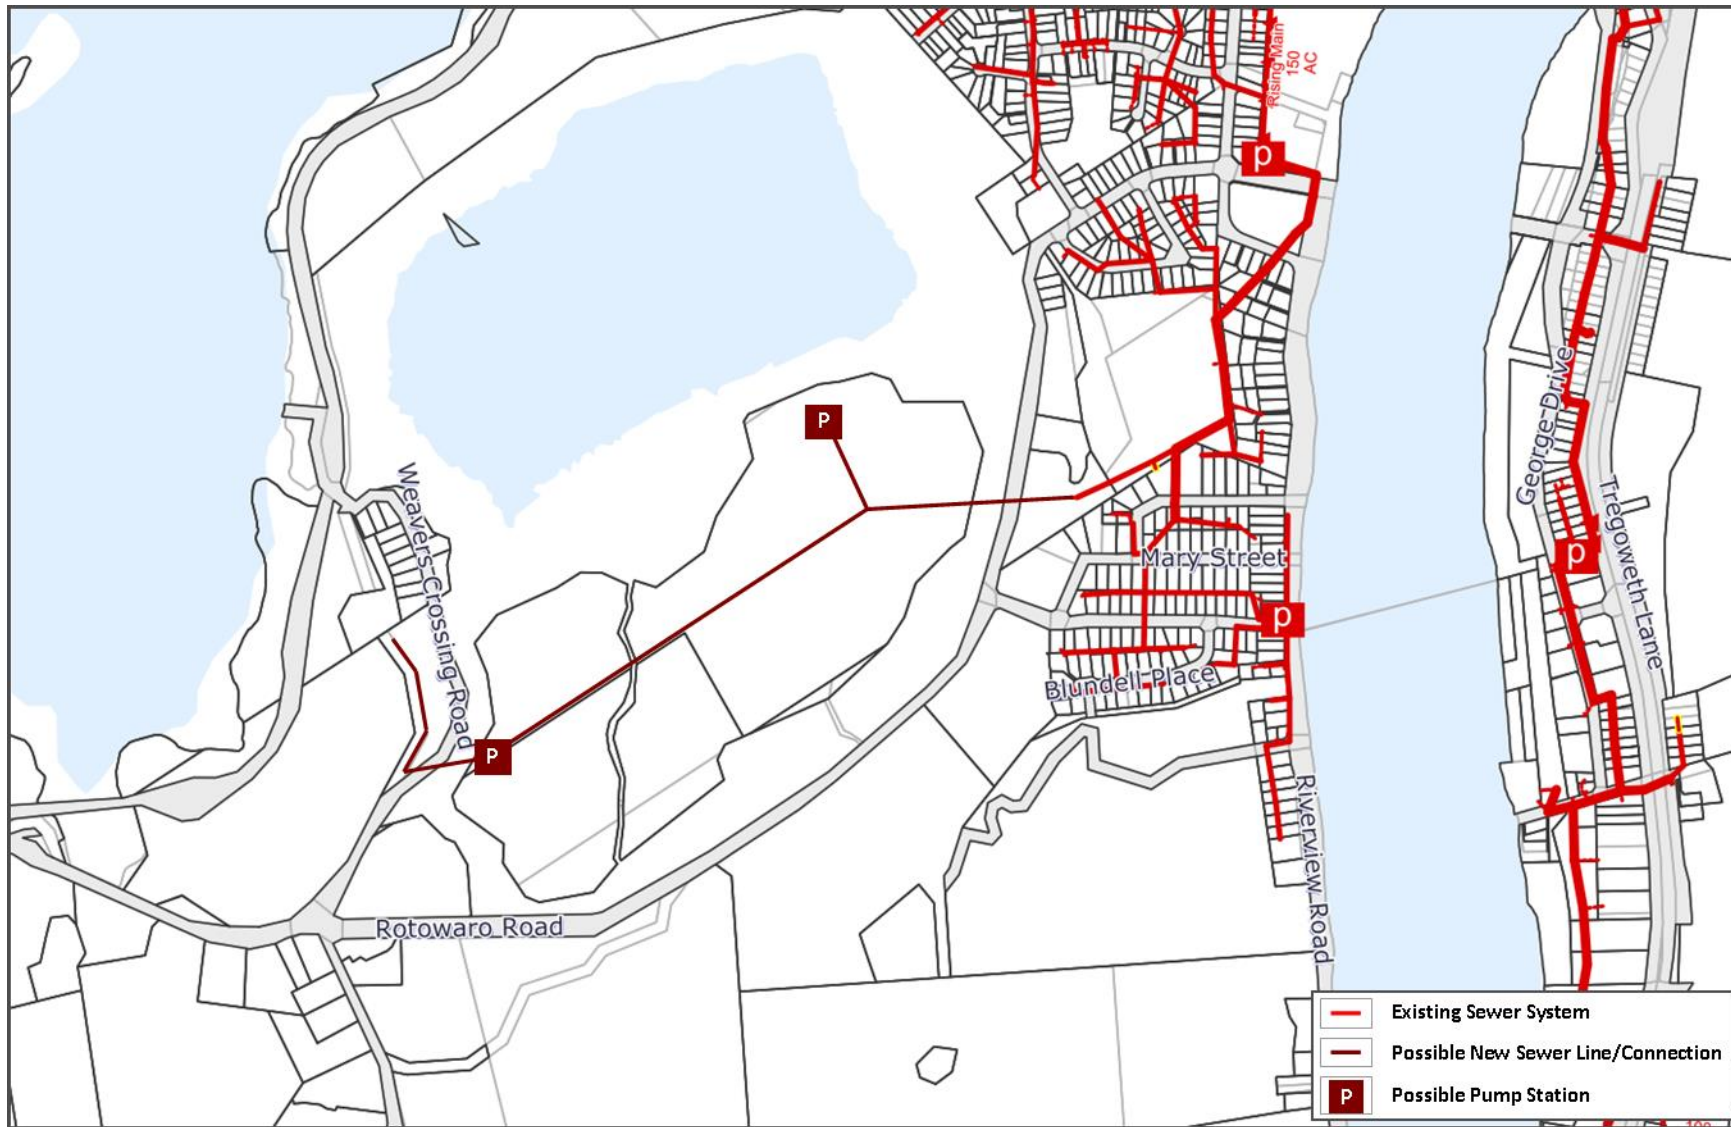 Rising Main
150
AC
p
P
George Drive
Weavers Crossing Road
Tregoweth Lane
Mary Street
p
p
Blundell Place
P
Riverview Road
Rotowaro Road
Existing Sewer System
Possible New Sewer Line/Connection
P
Possible Pump Station